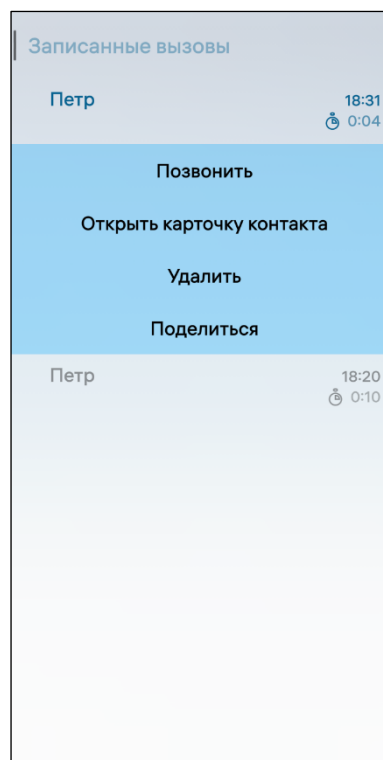 Записанные вызовы
Петр 18:31
0:04
Позвонить
Открыть карточку контакта
Удалить
Поделиться
Петр 18:20
0:10